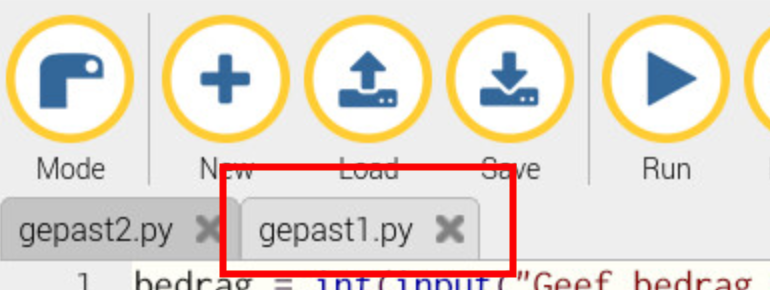 Mode New Load Save Run
gepast2.py gepast1.py
1 bedrag = int(input("Geef bedrag